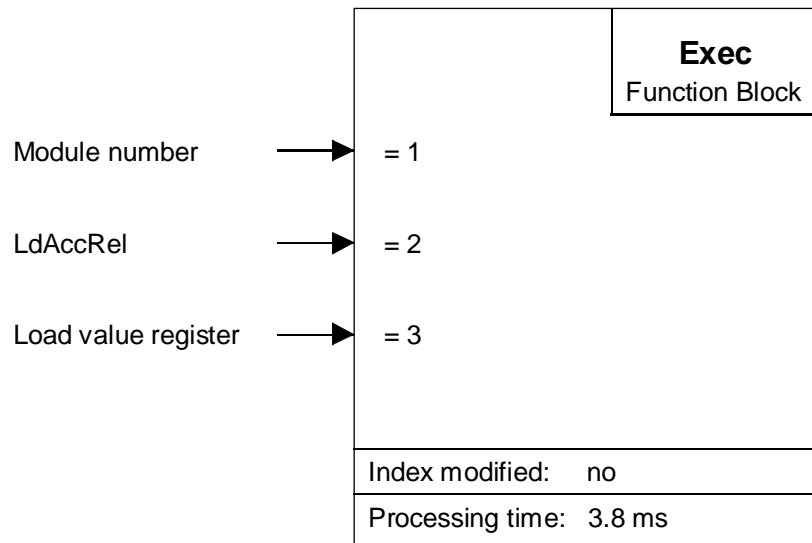 Exec
Function Block
Module number = 1
LdAccRel = 2
Load value register = 3
Index modified: no
Processing time: 3.8 ms